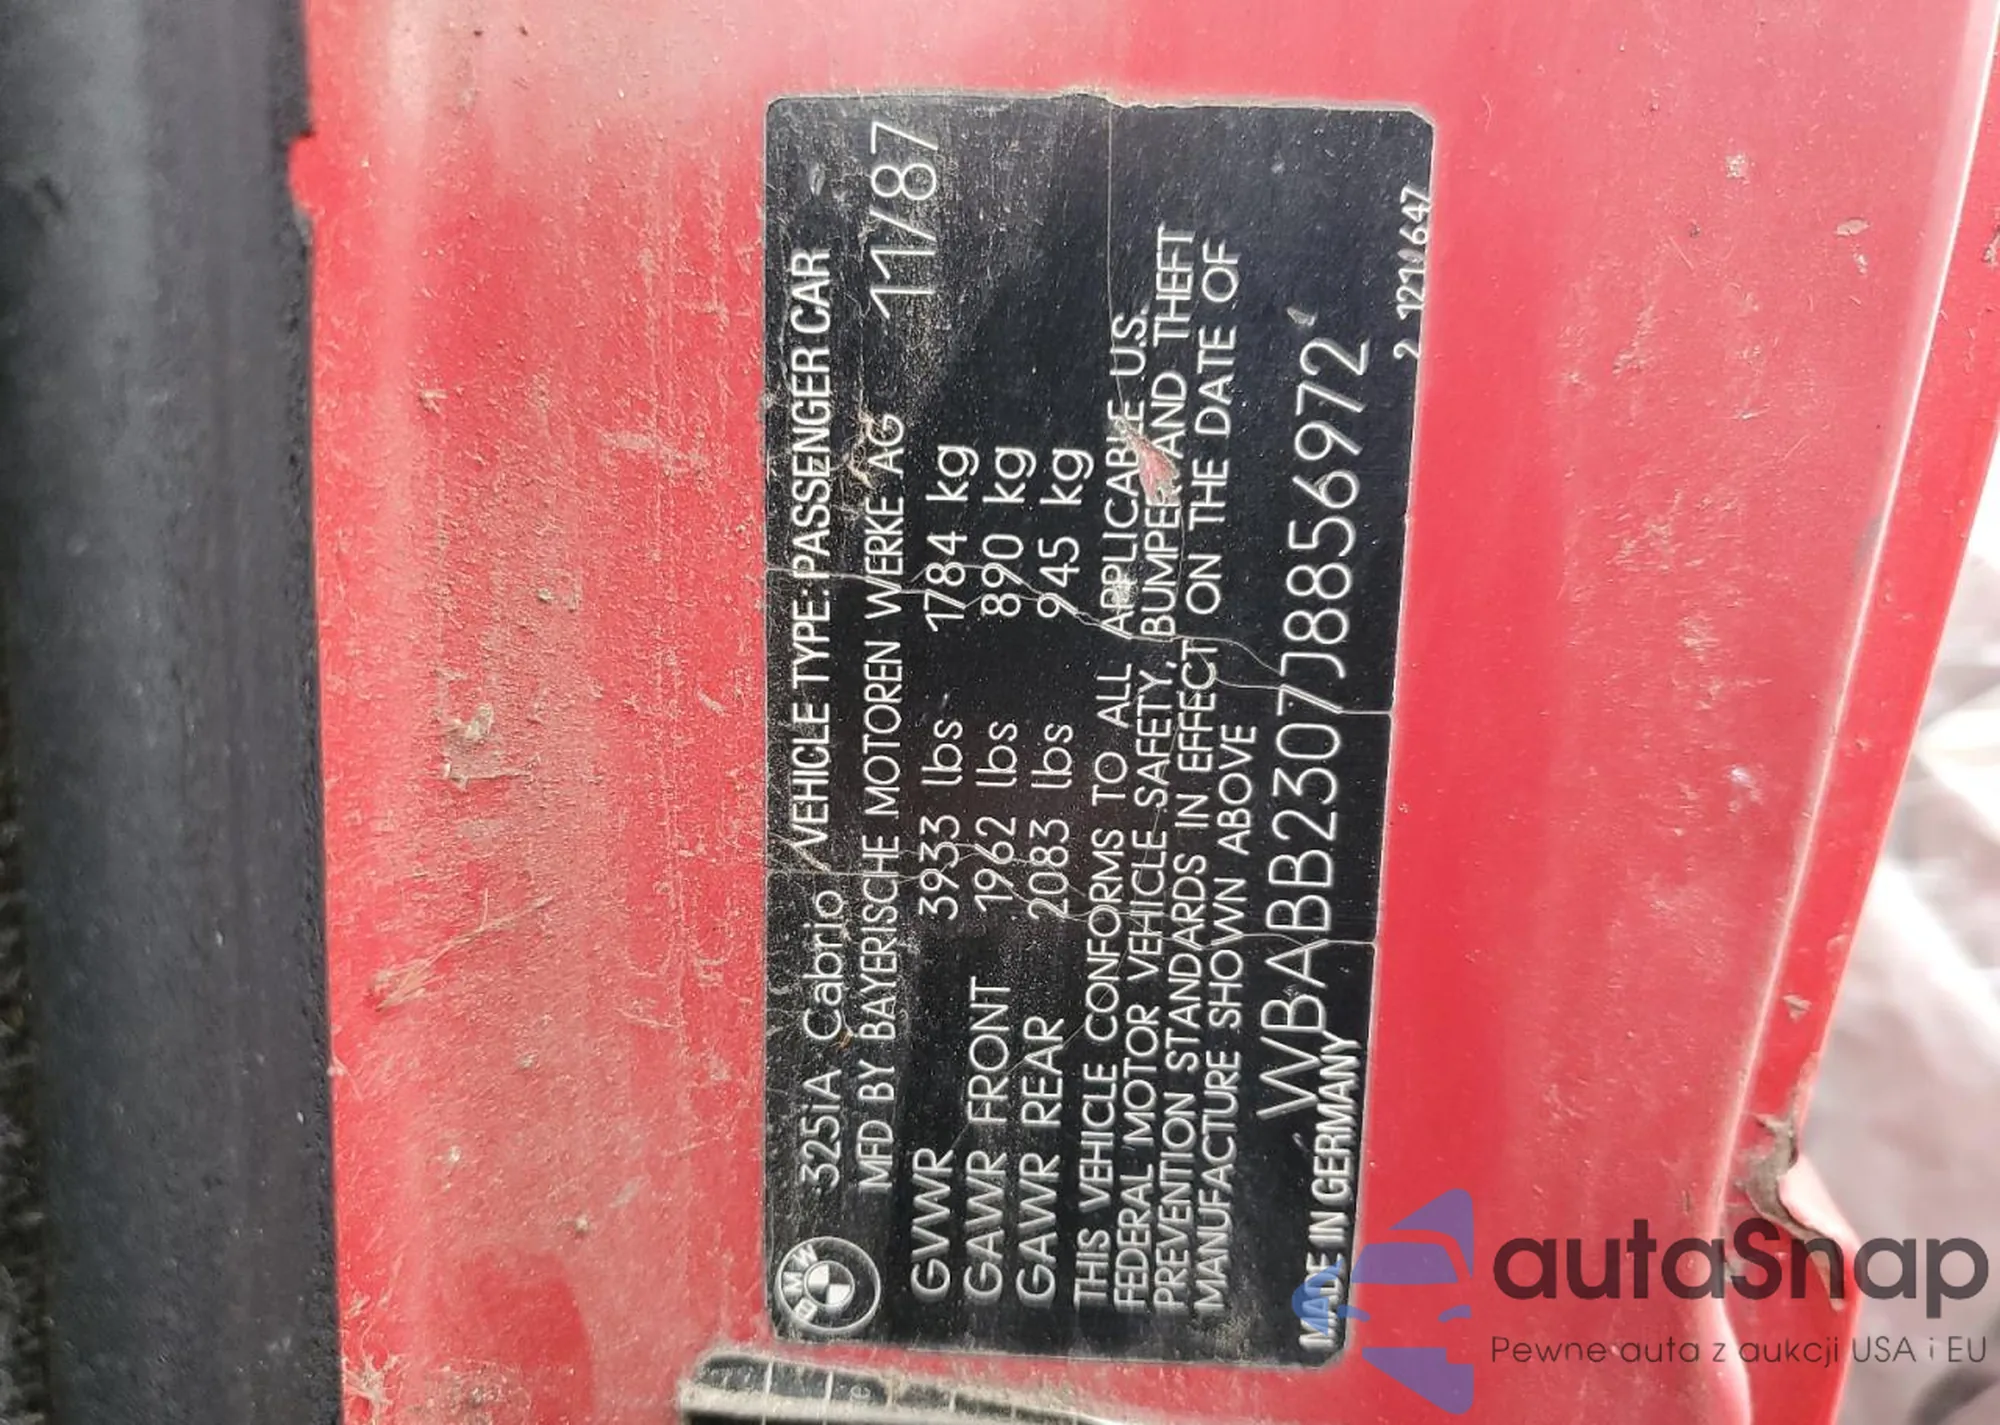 325iA Cabrio VEHICLE TYPE: PASSENGER CAR
MFD BY BAYERISCHE MOTOREN WERKE AG 11/87
GVWR 3933 lbs 1784 kg
GAWR FRONT 1962 lbs 890 kg
GAWR REAR 2083 lbs 945 kg
THIS VEHICLE CONFORMS TO ALL APPLICABLE U.S.
FEDERAL MOTOR VEHICLE SAFETY, BUMPER AND THEFT
PREVENTION STANDARDS IN EFFECT ON THE DATE OF
MANUFACTURE SHOWN ABOVE
WBABB2307J8856972
MADE IN GERMANY
BMW
autaSnap
Pewne auta z aukcji USA i EU